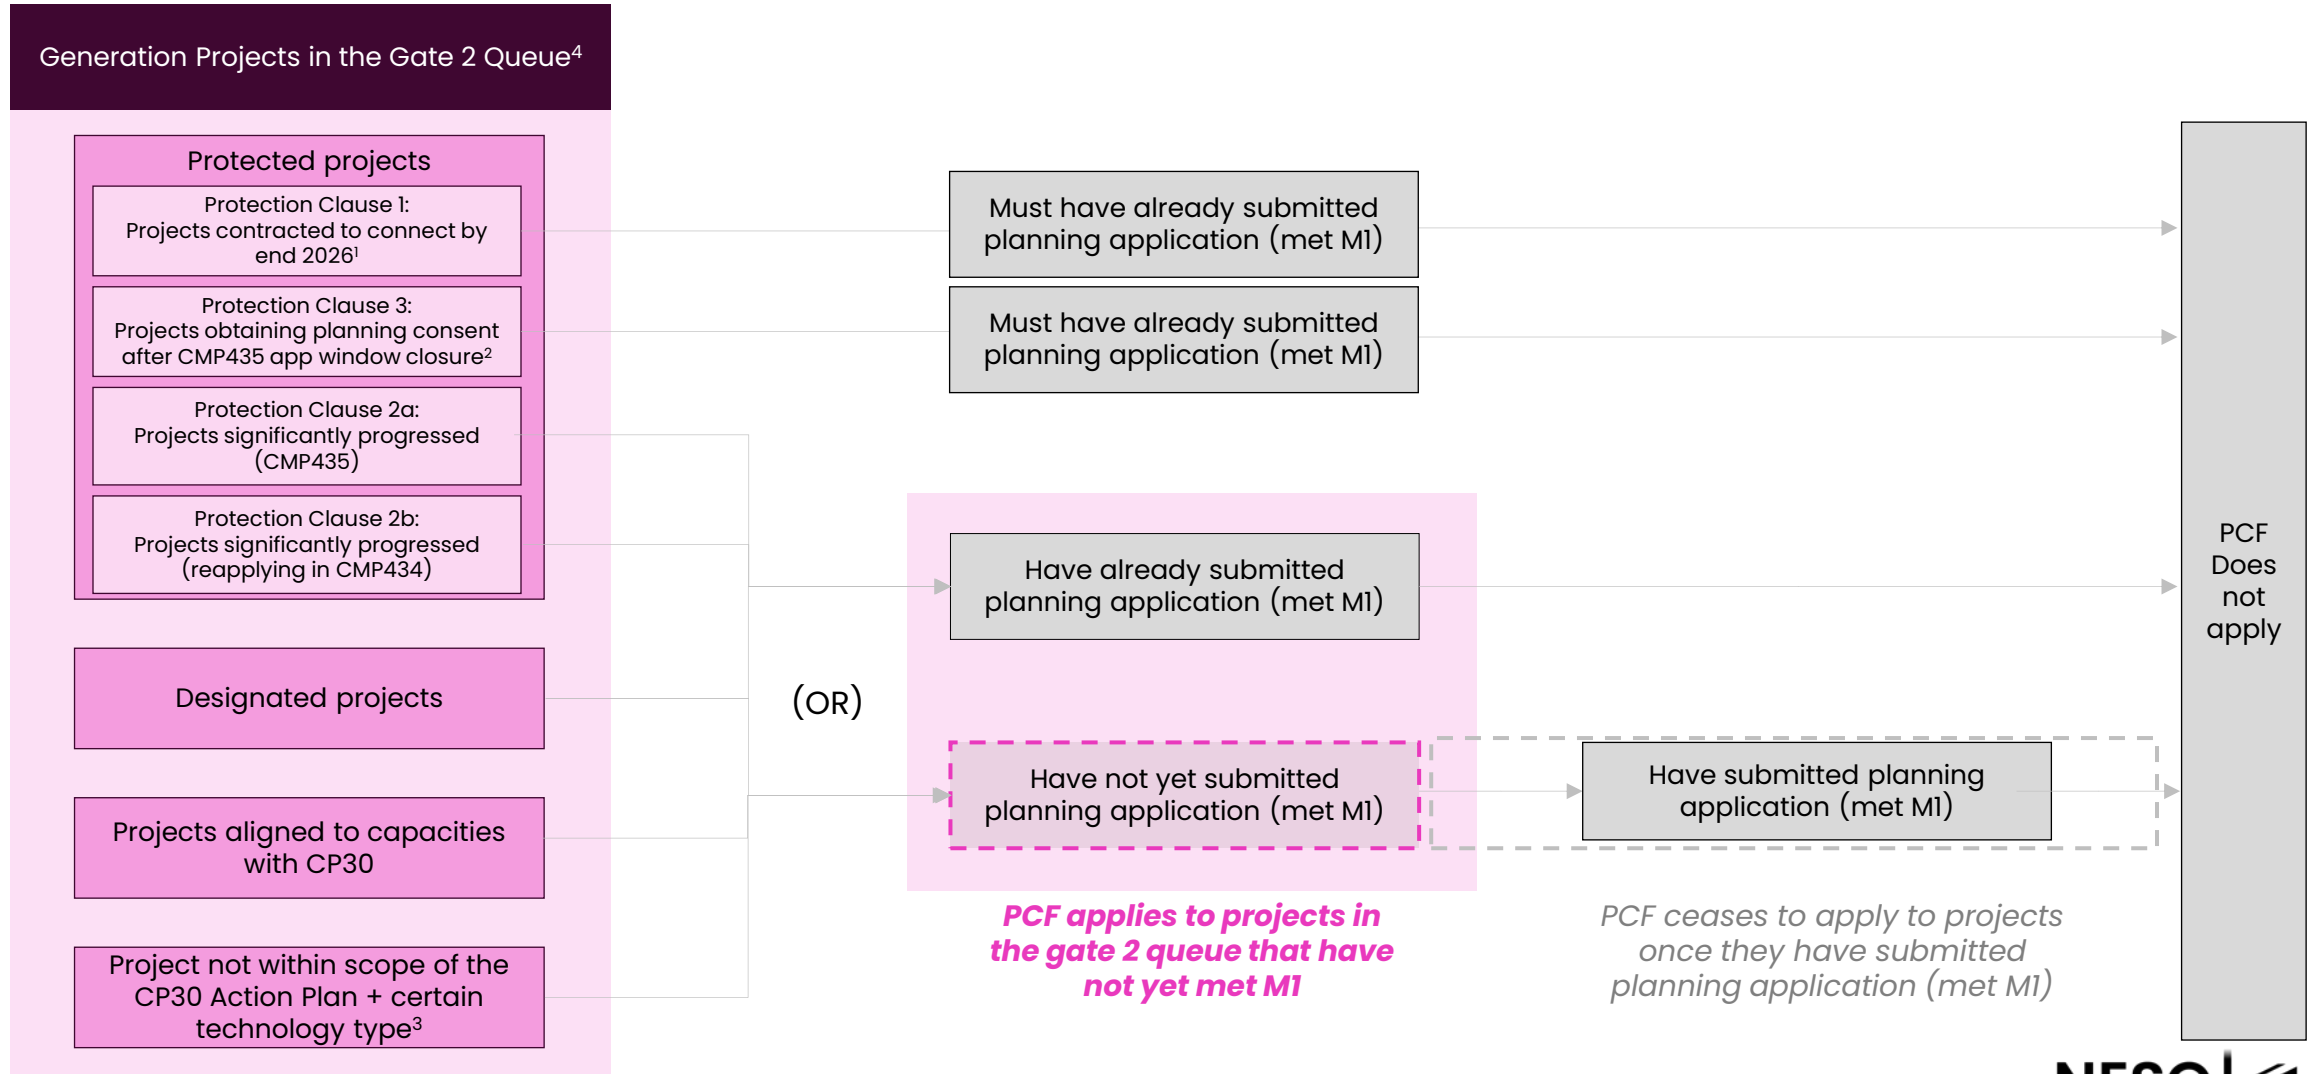 Generation Projects in the Gate 2 Queue⁴
Protected projects
Protection Clause 1:
Projects contracted to connect by
end 2026¹
Protection Clause 3:
Projects obtaining planning consent
after CMP435 app window closure²
Protection Clause 2a:
Projects significantly progressed
(CMP435)
Protection Clause 2b:
Projects significantly progressed
(reapplying in CMP434)
Designated projects
Projects aligned to capacities
with CP30
Project not within scope of the
CP30 Action Plan + certain
technology type³
(OR)
Must have already submitted
planning application (met M1)
Must have already submitted
planning application (met M1)
Have already submitted
planning application (met M1)
Have not yet submitted
planning application (met M1)
PCF applies to projects in
the gate 2 queue that have
not yet met M1
Have submitted planning
application (met M1)
PCF ceases to apply to projects
once they have submitted
planning application (met M1)
PCF
Does
not
apply
NESO